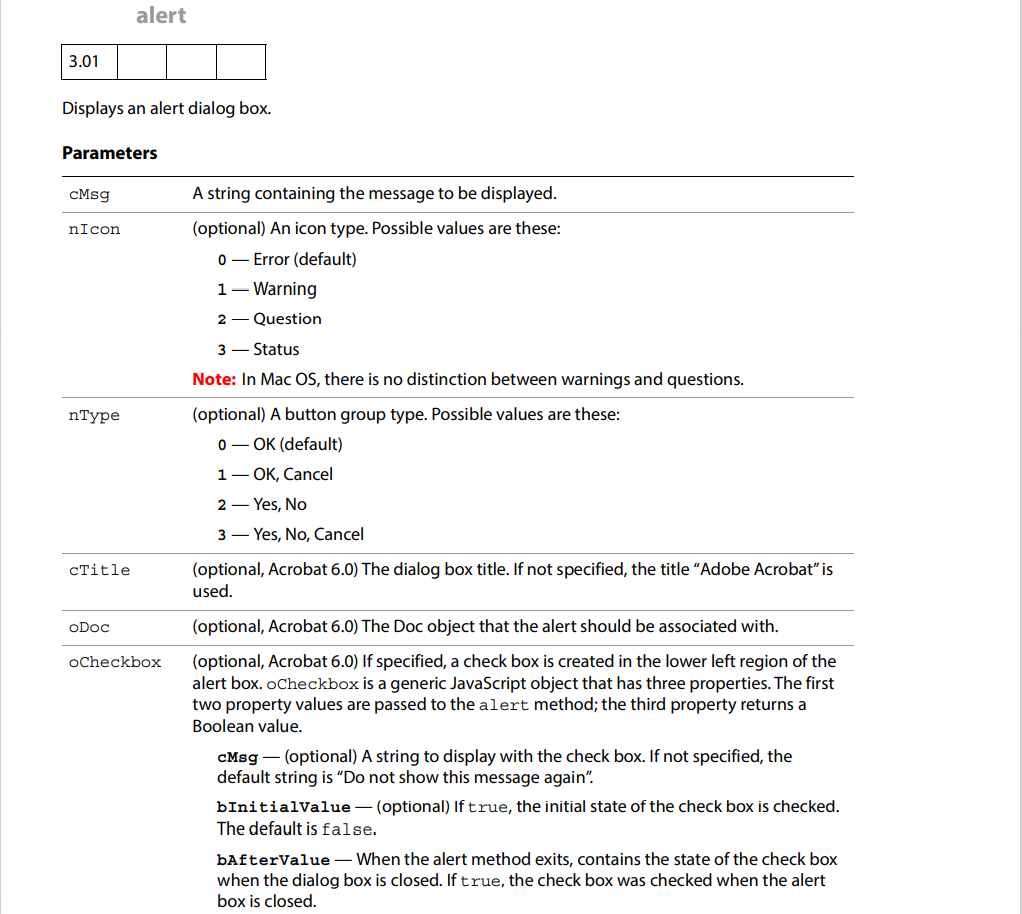 alert
3.01
Displays an alert dialog box.
Parameters
cMsg A string containing the message to be displayed.
nIcon (optional) An icon type. Possible values are these:
0 — Error (default)
1 — Warning
2 — Question
3 — Status
Note: In Mac OS, there is no distinction between warnings and questions.
nType (optional) A button group type. Possible values are these:
0 — OK (default)
1 — OK, Cancel
2 — Yes, No
3 — Yes, No, Cancel
cTitle (optional, Acrobat 6.0) The dialog box title. If not specified, the title “Adobe Acrobat” is
used.
oDoc (optional, Acrobat 6.0) The Doc object that the alert should be associated with.
oCheckbox (optional, Acrobat 6.0) If specified, a check box is created in the lower left region of the
alert box. oCheckbox is a generic JavaScript object that has three properties. The first
two property values are passed to the alert method; the third property returns a
Boolean value.
cMsg — (optional) A string to display with the check box. If not specified, the
default string is “Do not show this message again”.
bInitialValue — (optional) If true, the initial state of the check box is checked.
The default is false.
bAfterValue — When the alert method exits, contains the state of the check box
when the dialog box is closed. If true, the check box was checked when the alert
box is closed.